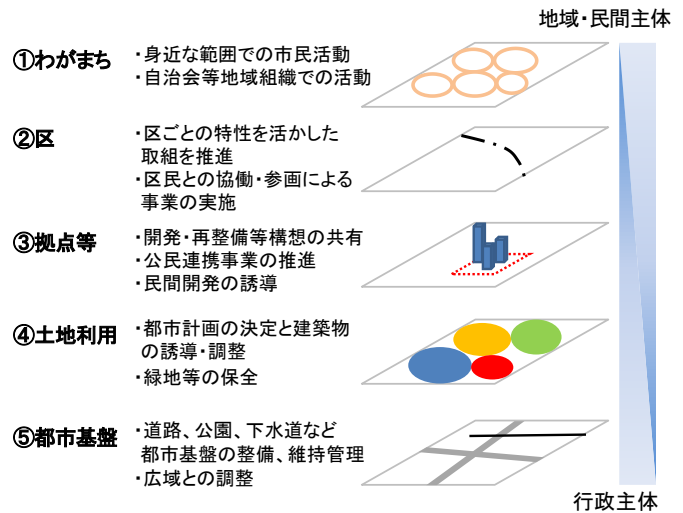 地域・民間主体
①わがまち
・身近な範囲での市民活動
・自治会等地域組織での活動
②区
・区ごとの特性を活かした
取組を推進
・区民との協働・参画による
事業の実施
③拠点等
・開発・再整備等構想の共有
・公民連携事業の推進
・民間開発の誘導
④土地利用
・都市計画の決定と建築物
の誘導・調整
・緑地等の保全
⑤都市基盤
・道路、公園、下水道など
都市基盤の整備、維持管理
・広域との調整
行政主体